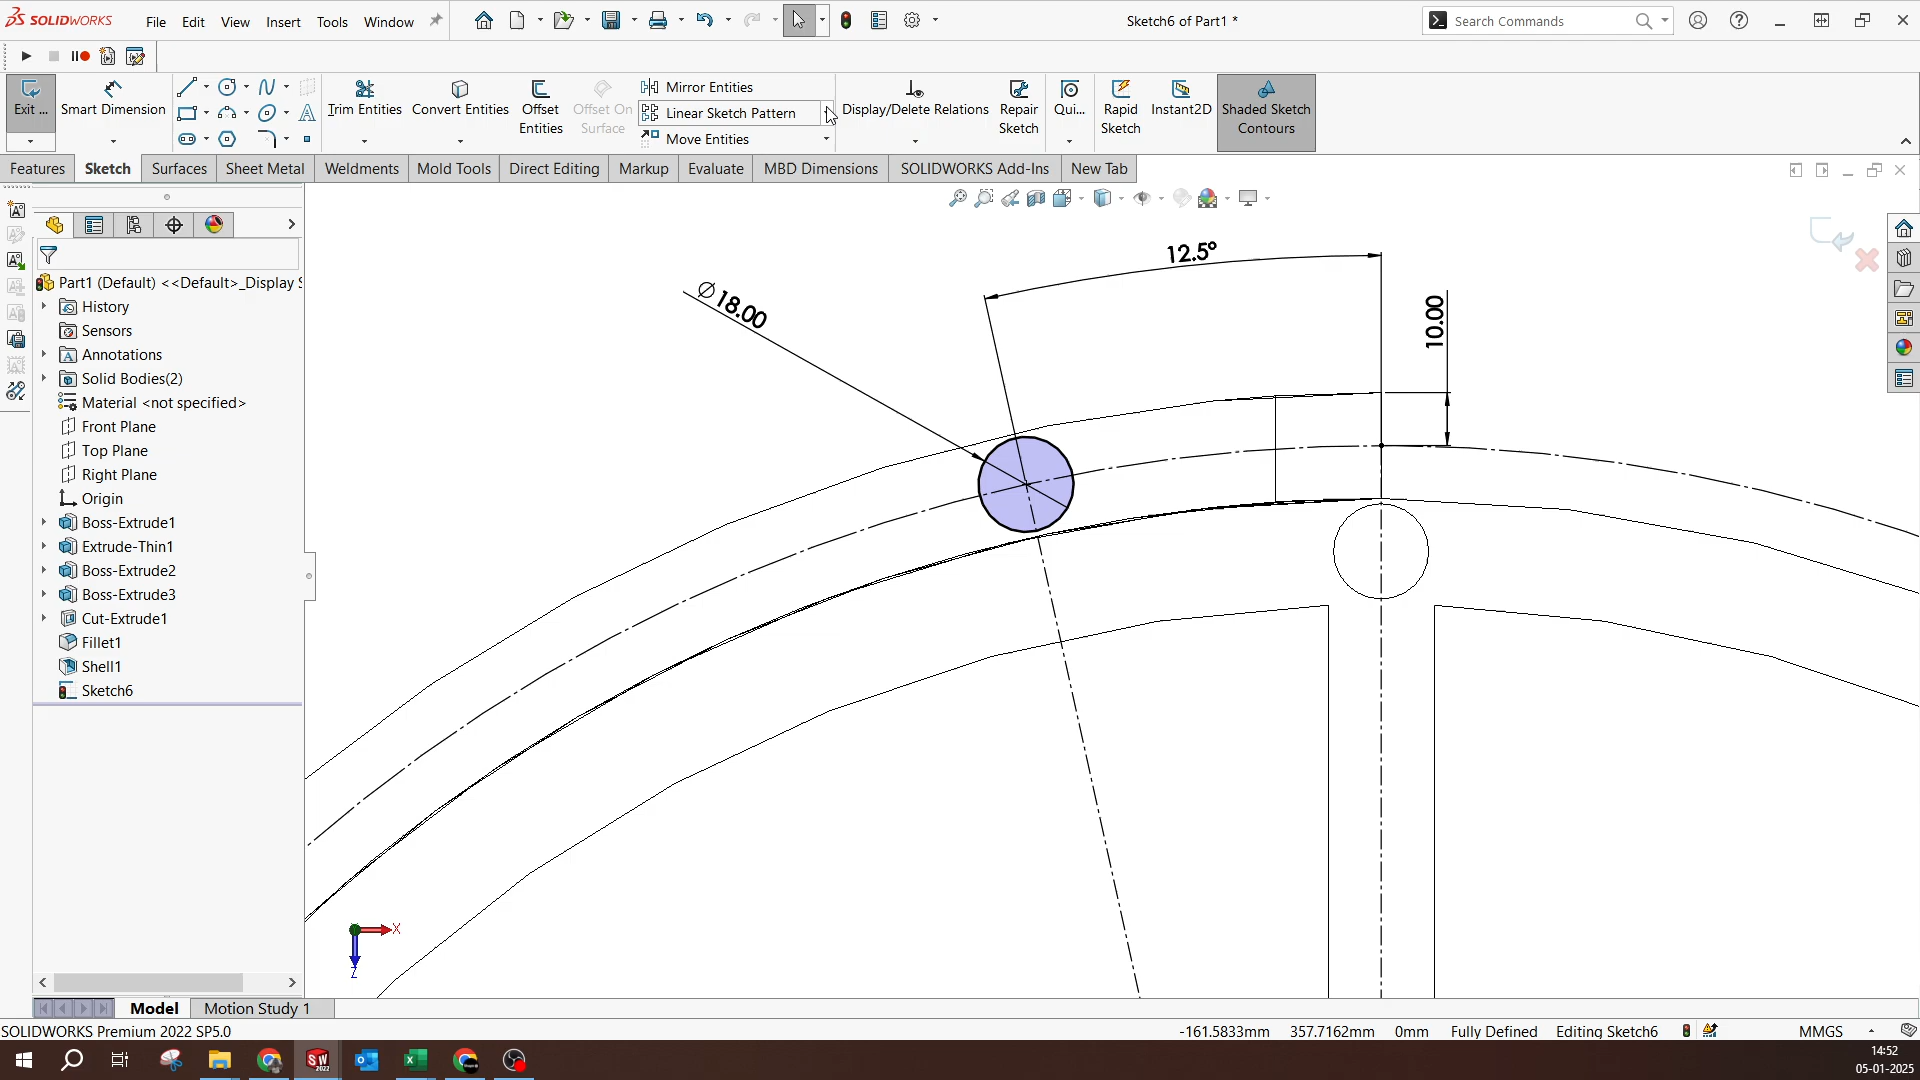 SOLIDWORKS
File Edit View Insert Tools Window
Sketch6 of Part1 *
Search Commands
Exit ...
Smart Dimension
Trim Entities
Convert Entities
Offset Entities
Offset On Surface
Mirror Entities
Linear Sketch Pattern
Move Entities
Display/Delete Relations
Repair Sketch
Qui...
Rapid Sketch
Instant2D
Shaded Sketch Contours
Features Sketch Surfaces Sheet Metal Weldments Mold Tools Direct Editing Markup Evaluate MBD Dimensions SOLIDWORKS Add-Ins New Tab
Part1 (Default) <<Default>_Display S
History
Sensors
Annotations
Solid Bodies(2)
Material <not specified>
Front Plane
Top Plane
Right Plane
Origin
Boss-Extrude1
Extrude-Thin1
Boss-Extrude2
Boss-Extrude3
Cut-Extrude1
Fillet1
Shell1
Sketch6
12.5°
⌀18.00
10.00
X
Z
Model Motion Study 1
SOLIDWORKS Premium 2022 SP5.0
-161.5833mm 357.7162mm 0mm Fully Defined Editing Sketch6 MMGS
14:52
05-01-2025